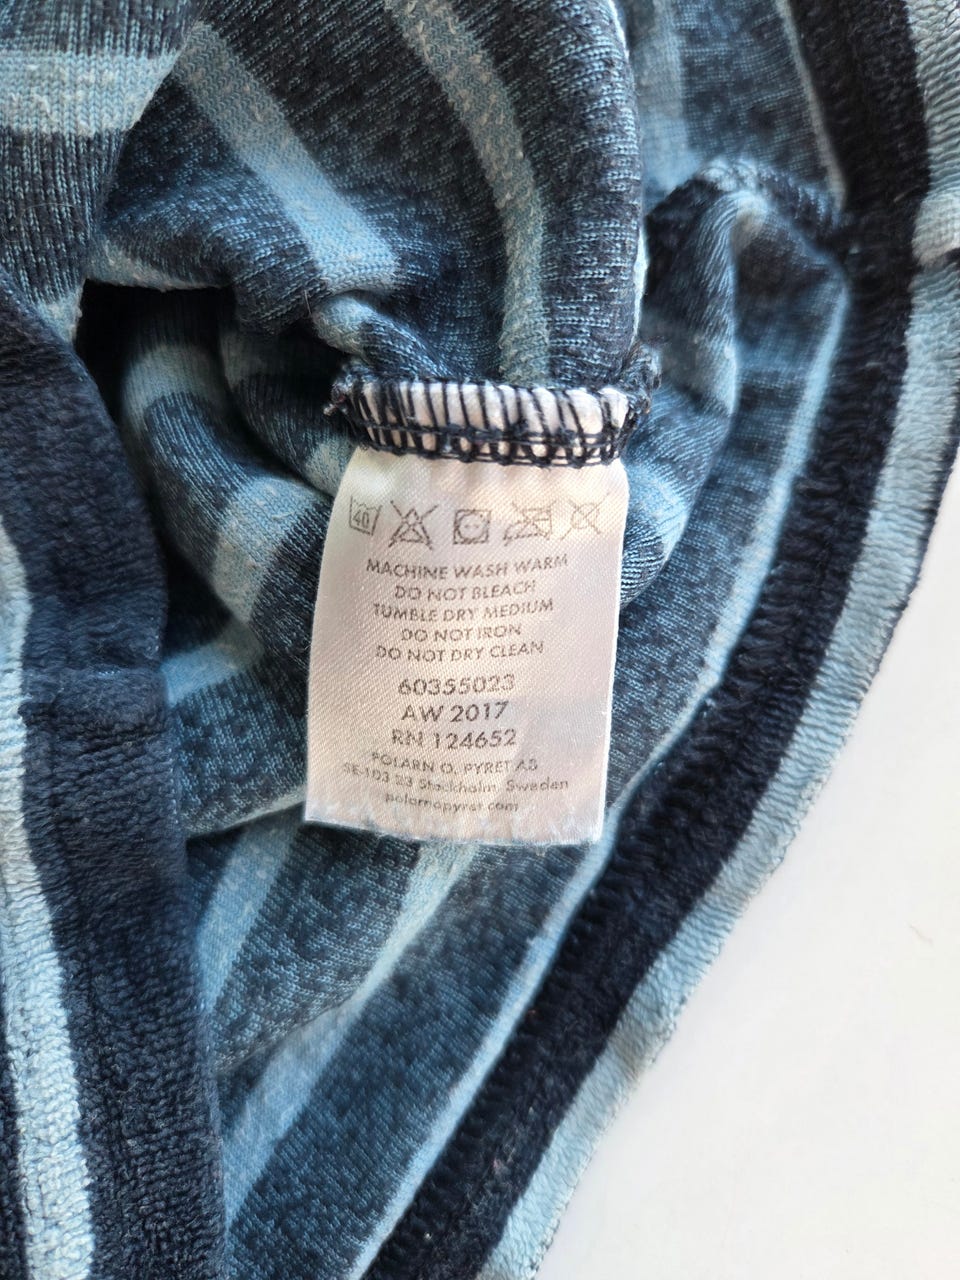 40
MACHINE WASH WARM
DO NOT BLEACH
TUMBLE DRY MEDIUM
DO NOT IRON
DO NOT DRY CLEAN
60355023
AW 2017
RN 124652
POLARN O. PYRET AB
SE-103 23 Stockholm, Sweden
polarnopyret.com